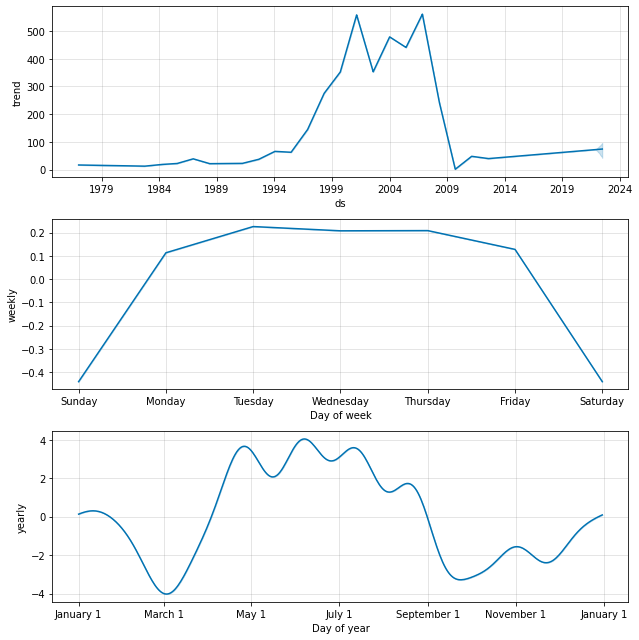 500
400
300
200
100
0
trend
1979 1984 1989 1994 1999 2004 2009 2014 2019 2024
ds
0.2
0.1
0.0
−0.1
−0.2
−0.3
−0.4
weekly
Sunday Monday Tuesday Wednesday Thursday Friday Saturday
Day of week
4
2
0
−2
−4
yearly
January 1 March 1 May 1 July 1 September 1 November 1 January 1
Day of year